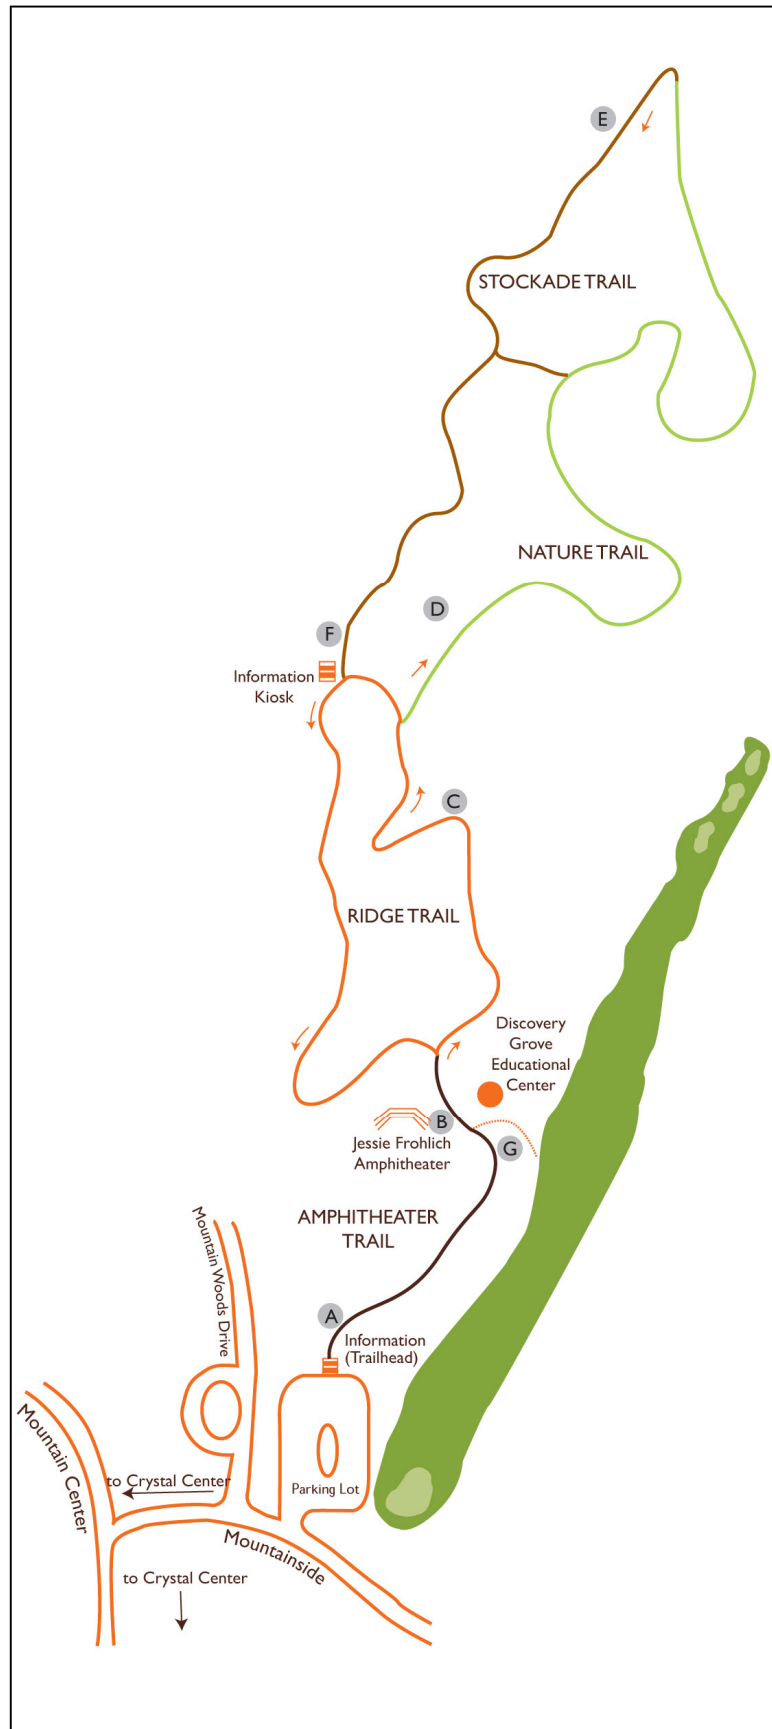 E
STOCKADE TRAIL
NATURE TRAIL
D
F
Information
Kiosk
C
RIDGE TRAIL
Discovery
Grove
Educational
Center
B
Jessie Frohlich
Amphitheater
G
AMPHITHEATER
TRAIL
Mountain Woods Drive
A
Information
(Trailhead)
Mountain Center
to Crystal Center
Parking Lot
Mountainside
to Crystal Center